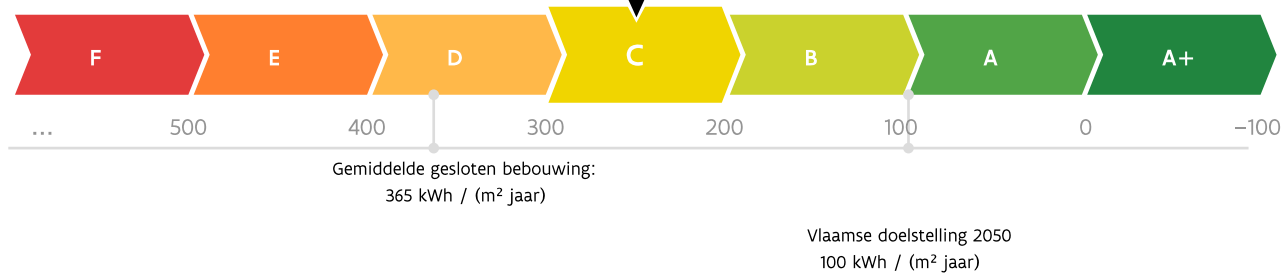 F E D C B A A+
... 500 400 300 200 100 0 −100
Gemiddelde gesloten bebouwing:
365 kWh / (m² jaar)
Vlaamse doelstelling 2050
100 kWh / (m² jaar)